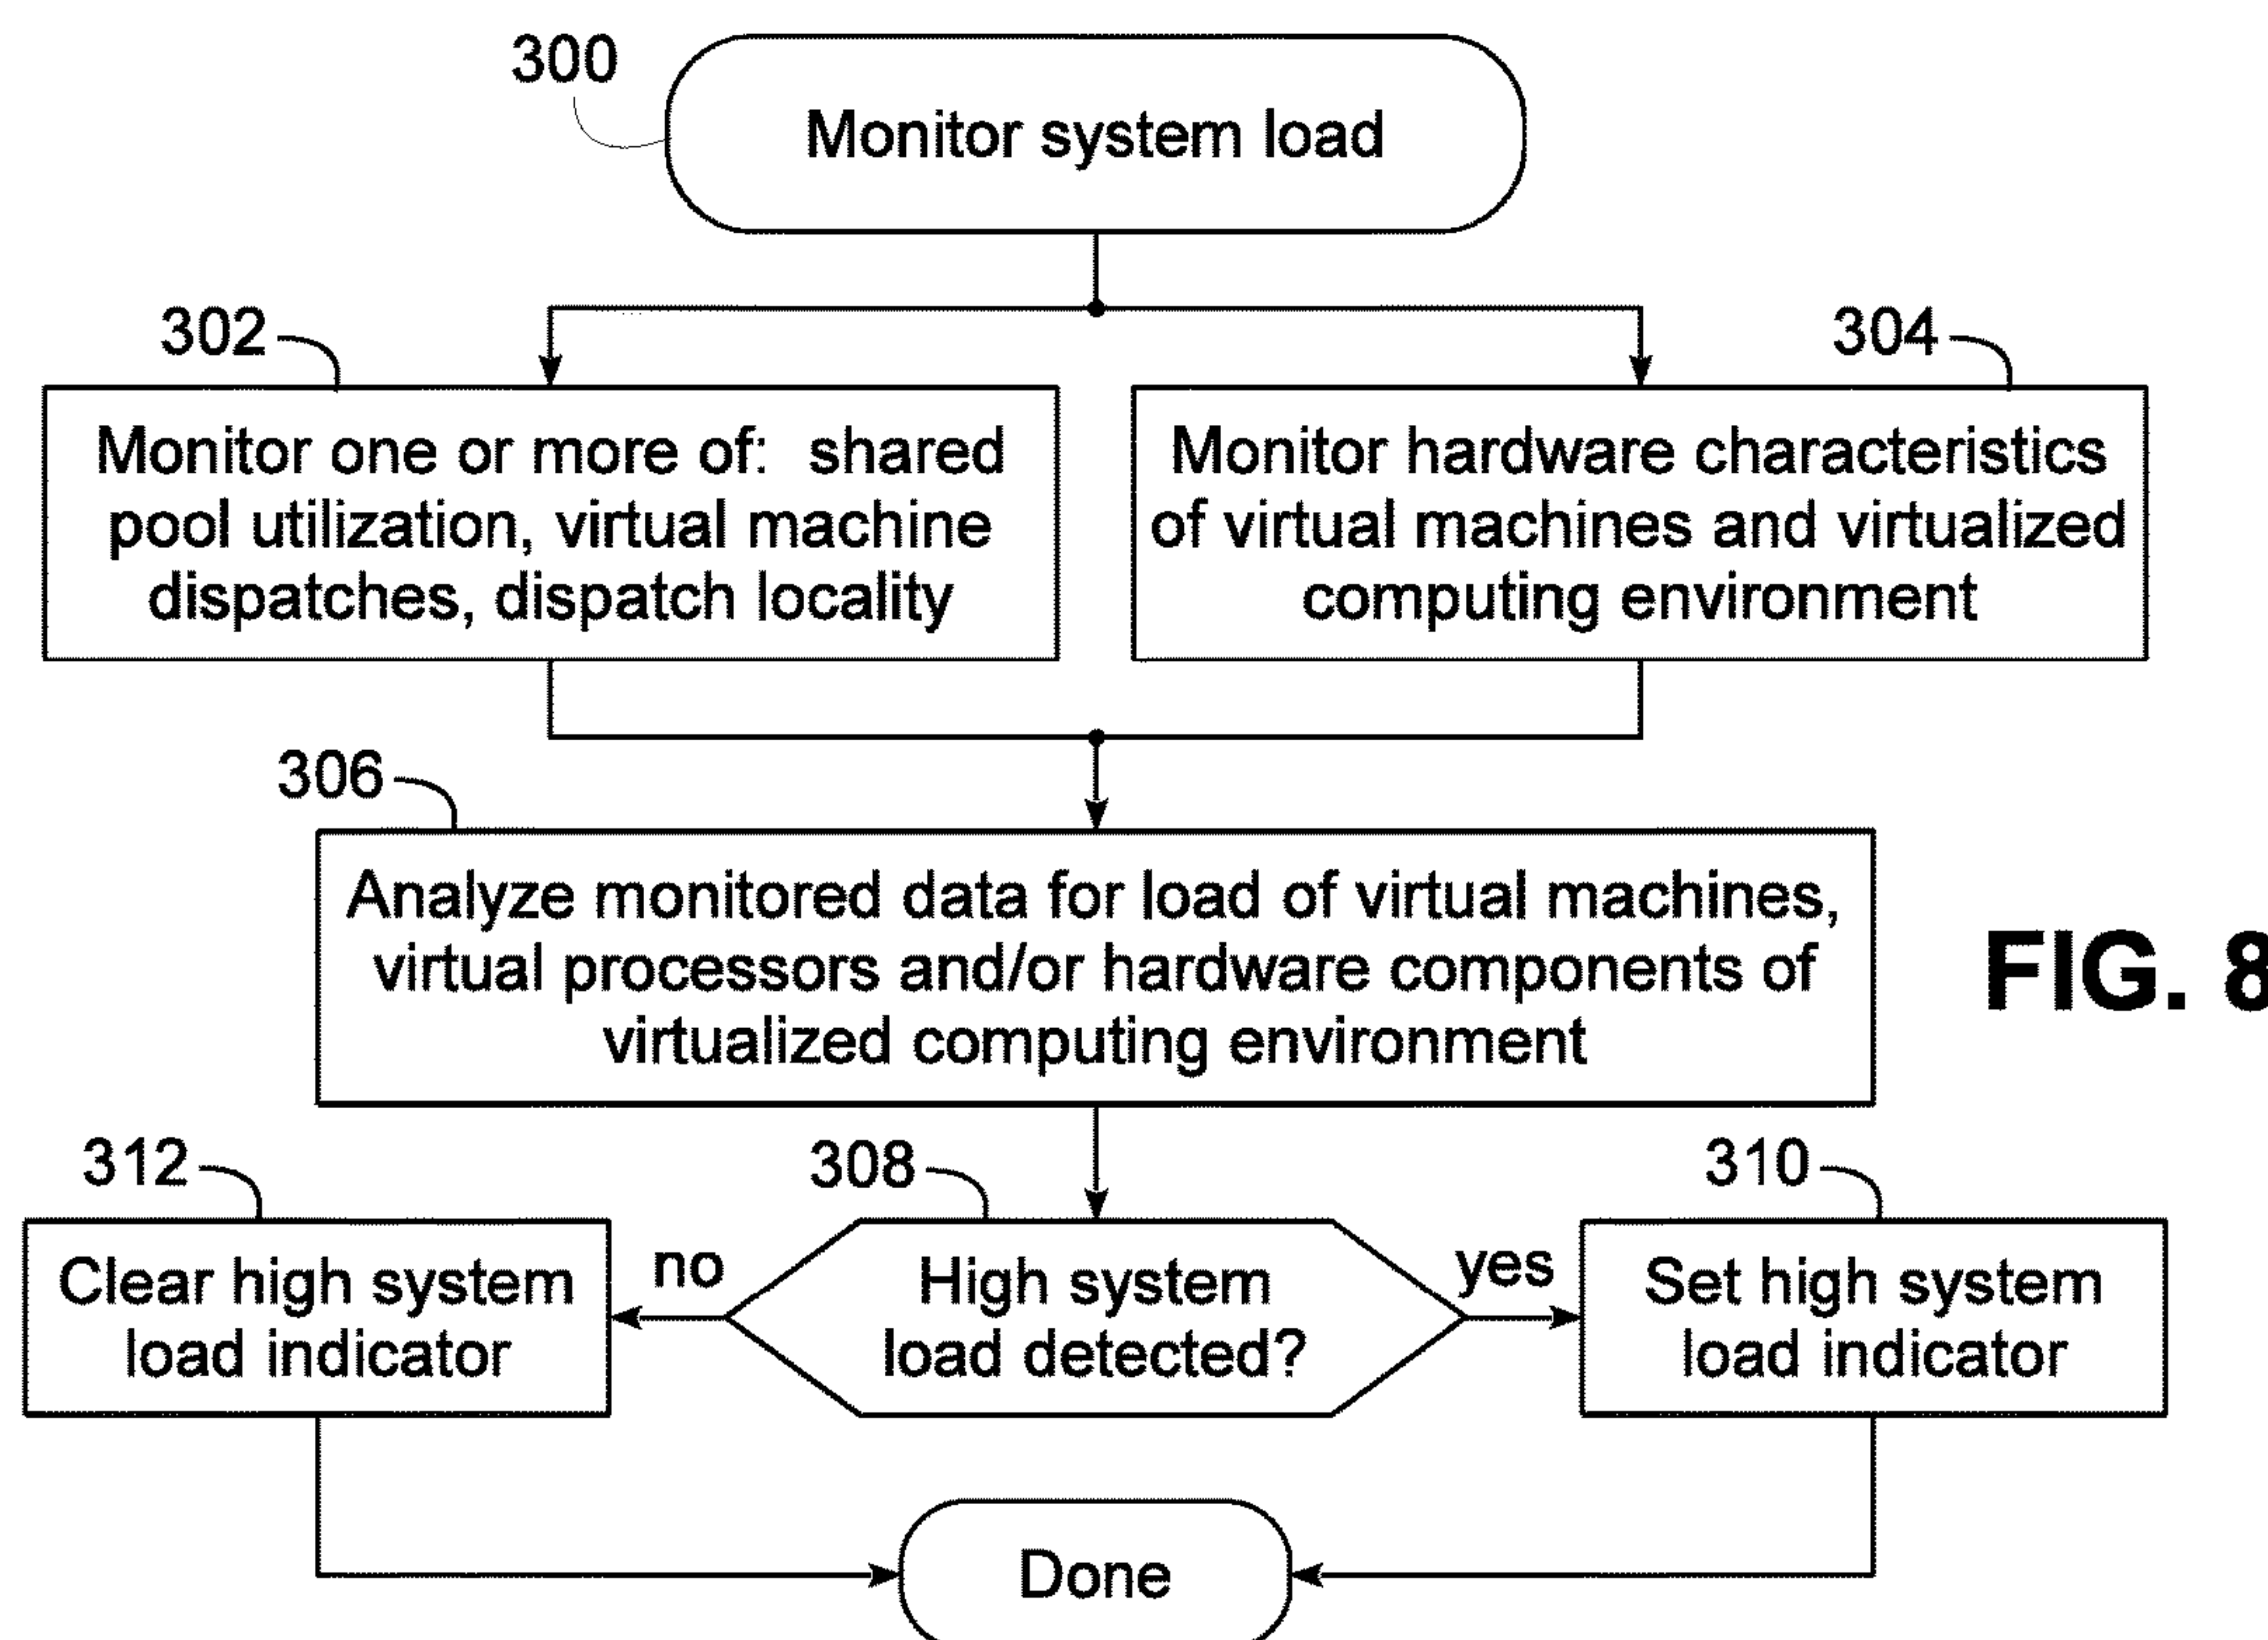 300
Monitor system load
302
304
Monitor one or more of: shared
pool utilization, virtual machine
dispatches, dispatch locality
Monitor hardware characteristics
of virtual machines and virtualized
computing environment
306
Analyze monitored data for load of virtual machines,
virtual processors and/or hardware components of
virtualized computing environment
FIG. 8
312
308
310
Clear high system
load indicator
no
High system
load detected?
yes
Set high system
load indicator
Done